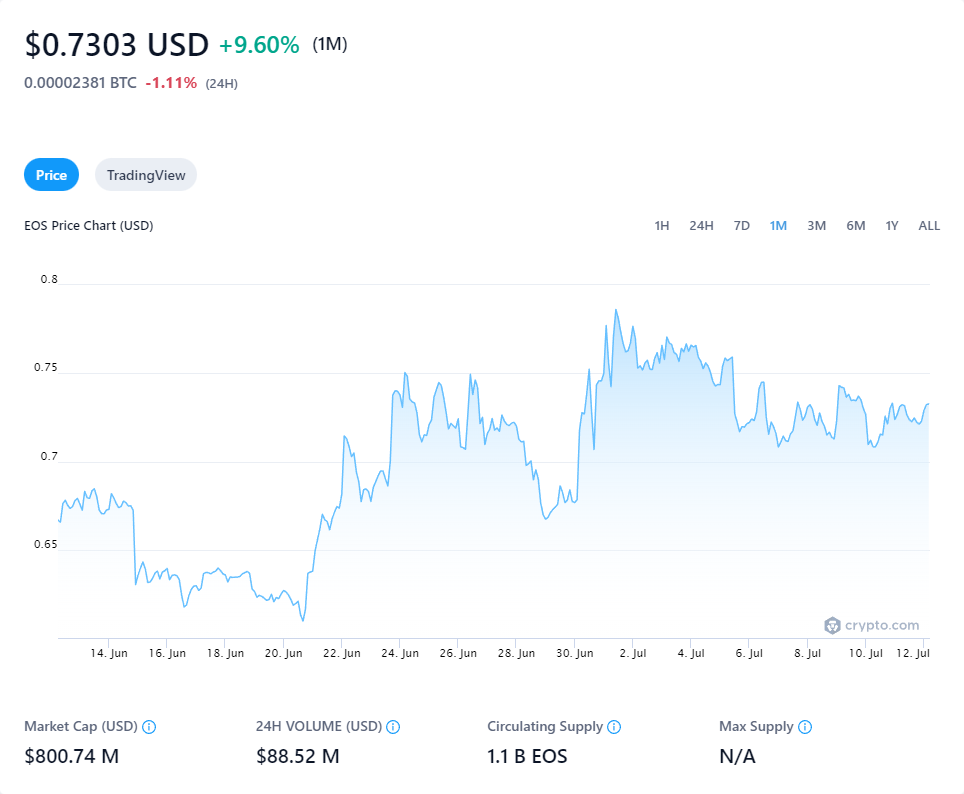 $0.7303 USD +9.60% (1M)
0.00002381 BTC -1.11% (24H)
Price TradingView
EOS Price Chart (USD) 1H 24H 7D 1M 3M 6M 1Y ALL
0.8
0.75
0.7
0.65
crypto.com
14. Jun 16. Jun 18. Jun 20. Jun 22. Jun 24. Jun 26. Jun 28. Jun 30. Jun 2. Jul 4. Jul 6. Jul 8. Jul 10. Jul 12. Jul
Market Cap (USD) 24H VOLUME (USD) Circulating Supply Max Supply
$800.74 M $88.52 M 1.1 B EOS N/A